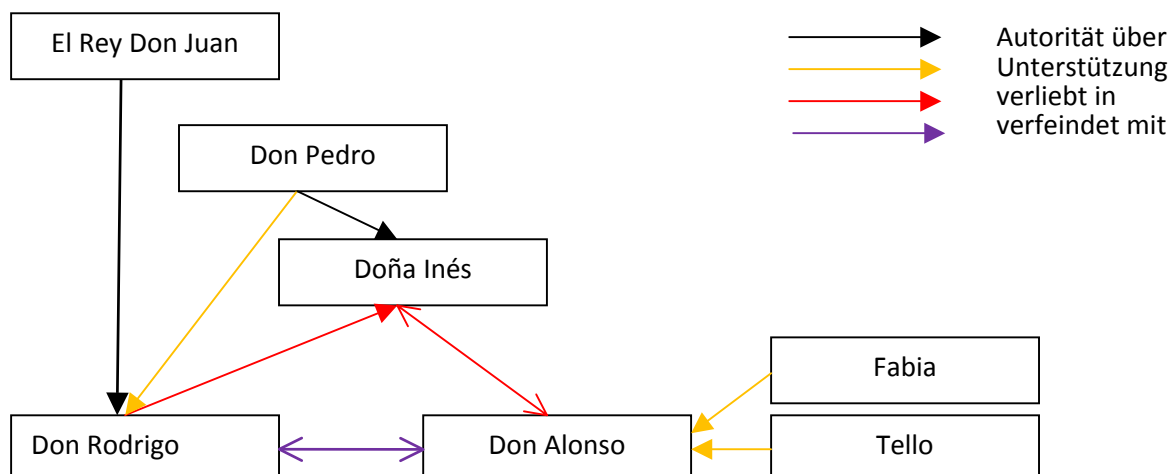 El Rey Don Juan
Autorität über
Unterstützung
verliebt in
verfeindet mit
Don Pedro
Doña Inés
Fabia
Don Rodrigo
Don Alonso
Tello